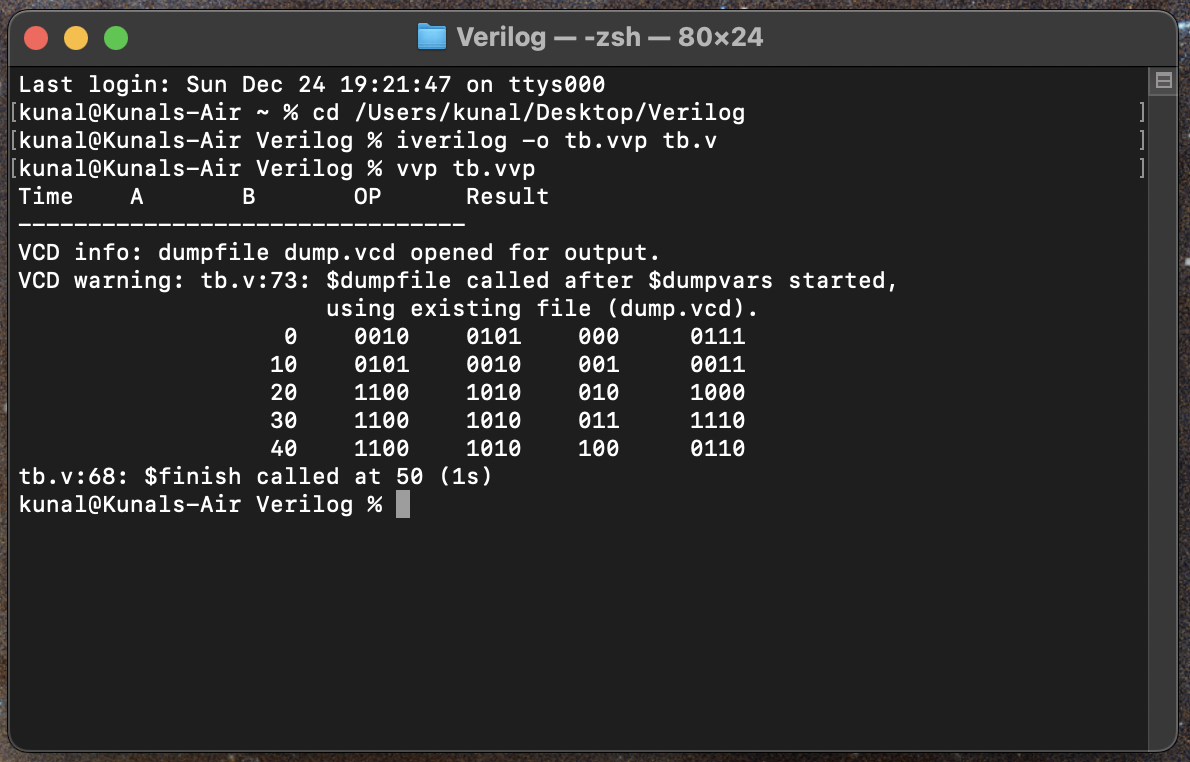 Verilog — -zsh — 80×24
Last login: Sun Dec 24 19:21:47 on ttys000
[kunal@Kunals-Air ~ % cd /Users/kunal/Desktop/Verilog ]
[kunal@Kunals-Air Verilog % iverilog -o tb.vvp tb.v ]
[kunal@Kunals-Air Verilog % vvp tb.vvp ]
Time    A       B       OP      Result
--------------------------------
VCD info: dumpfile dump.vcd opened for output.
VCD warning: tb.v:73: $dumpfile called after $dumpvars started,
                      using existing file (dump.vcd).
                   0    0010    0101    000     0111
                  10    0101    0010    001     0011
                  20    1100    1010    010     1000
                  30    1100    1010    011     1110
                  40    1100    1010    100     0110
tb.v:68: $finish called at 50 (1s)
kunal@Kunals-Air Verilog %